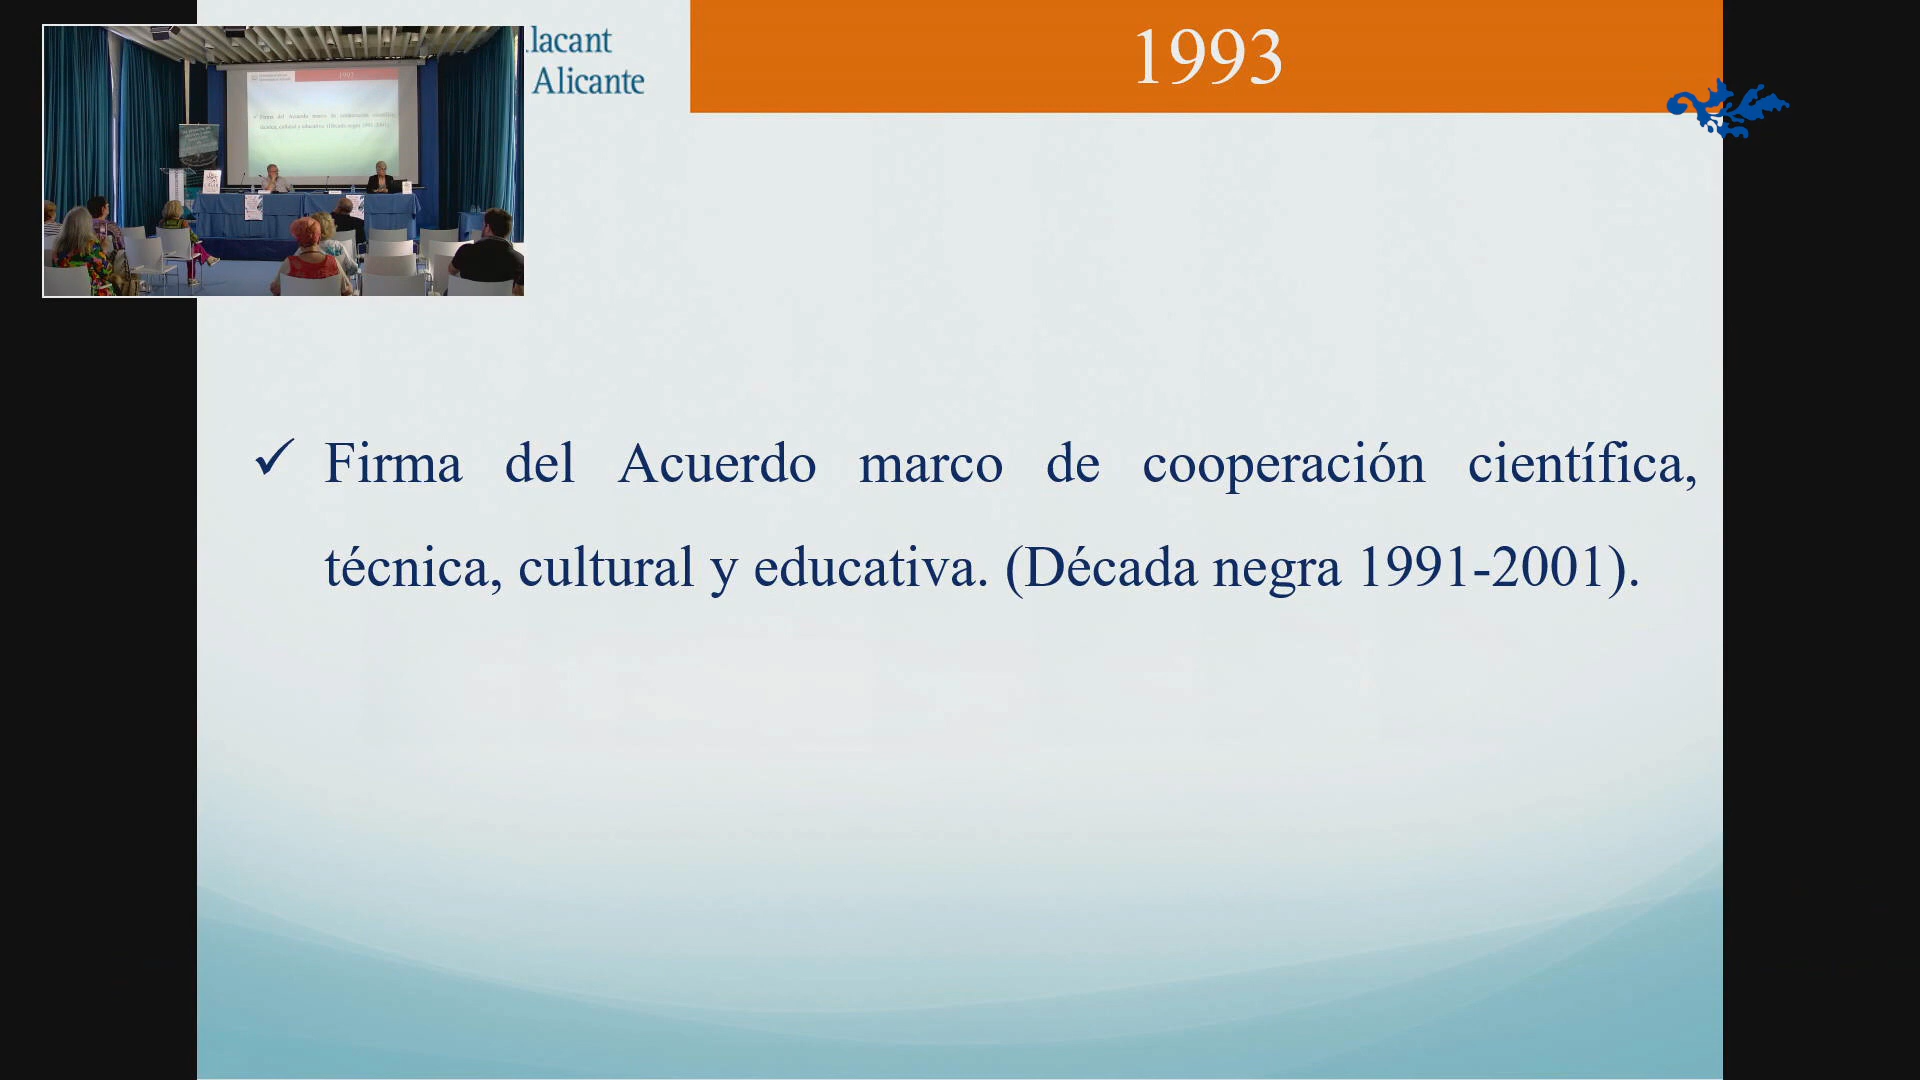 lacant
Alicante
1993
✓ Firma del Acuerdo marco de cooperación científica,
técnica, cultural y educativa. (Década negra 1991-2001).